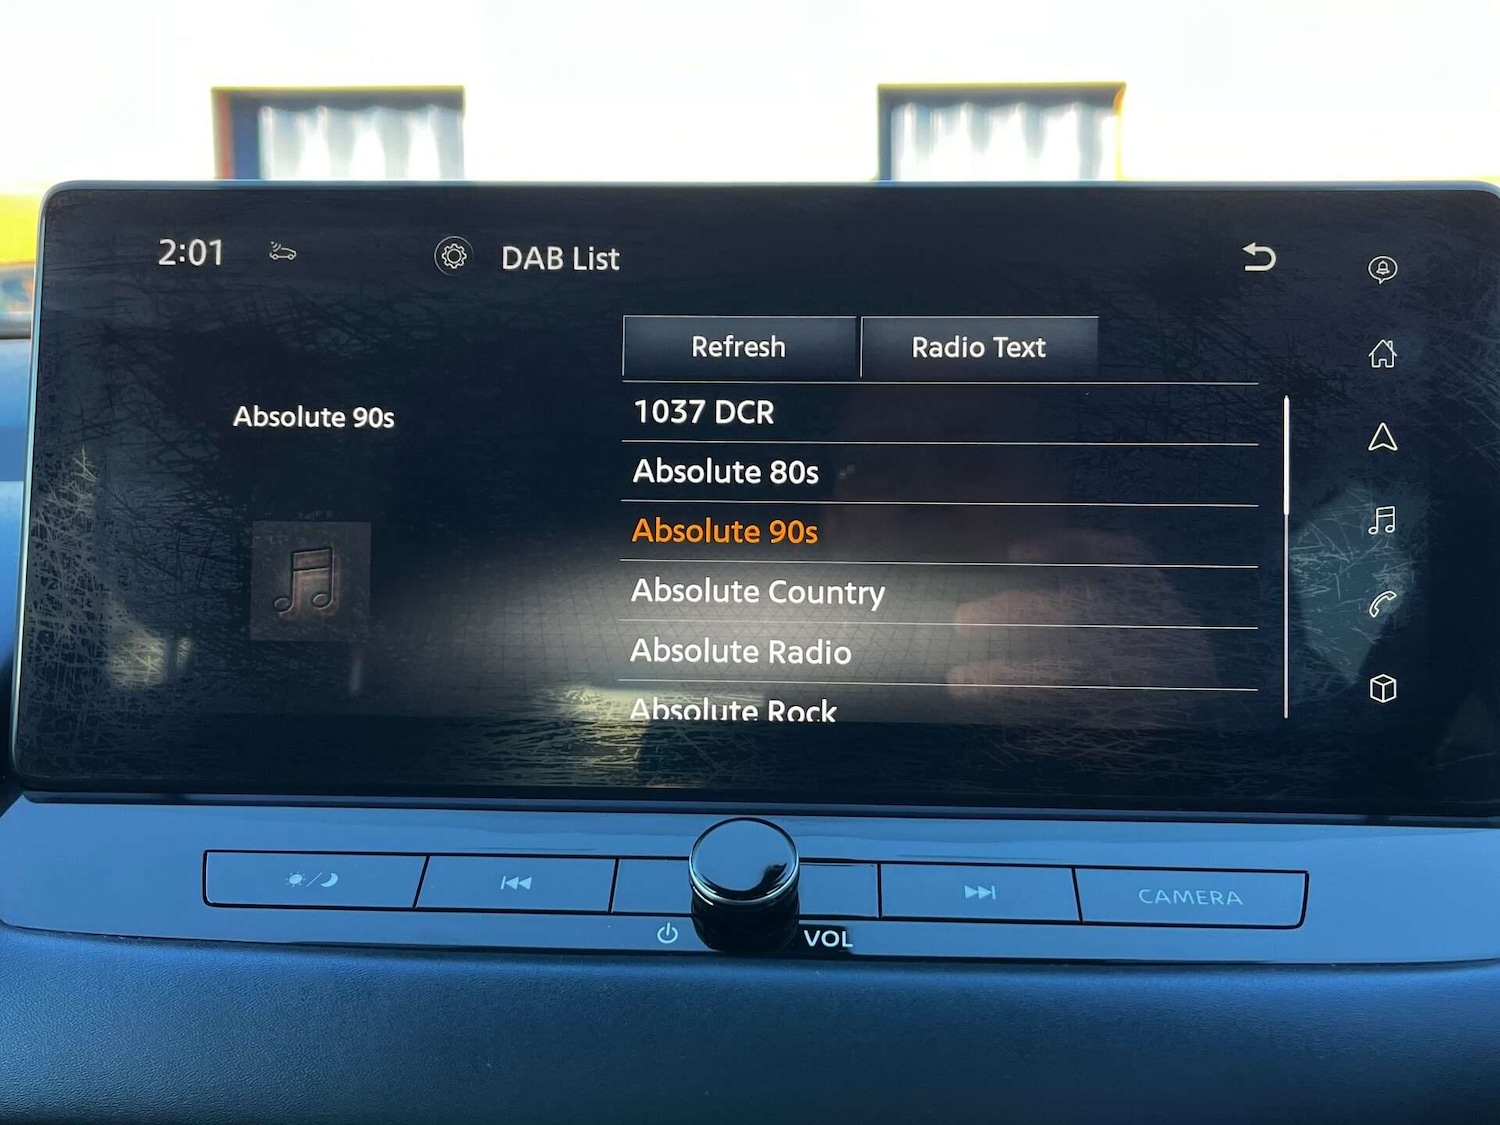 2:01
DAB List
Refresh
Radio Text
Absolute 90s
1037 DCR
Absolute 80s
Absolute 90s
Absolute Country
Absolute Radio
Absolute Rock
CAMERA
VOL